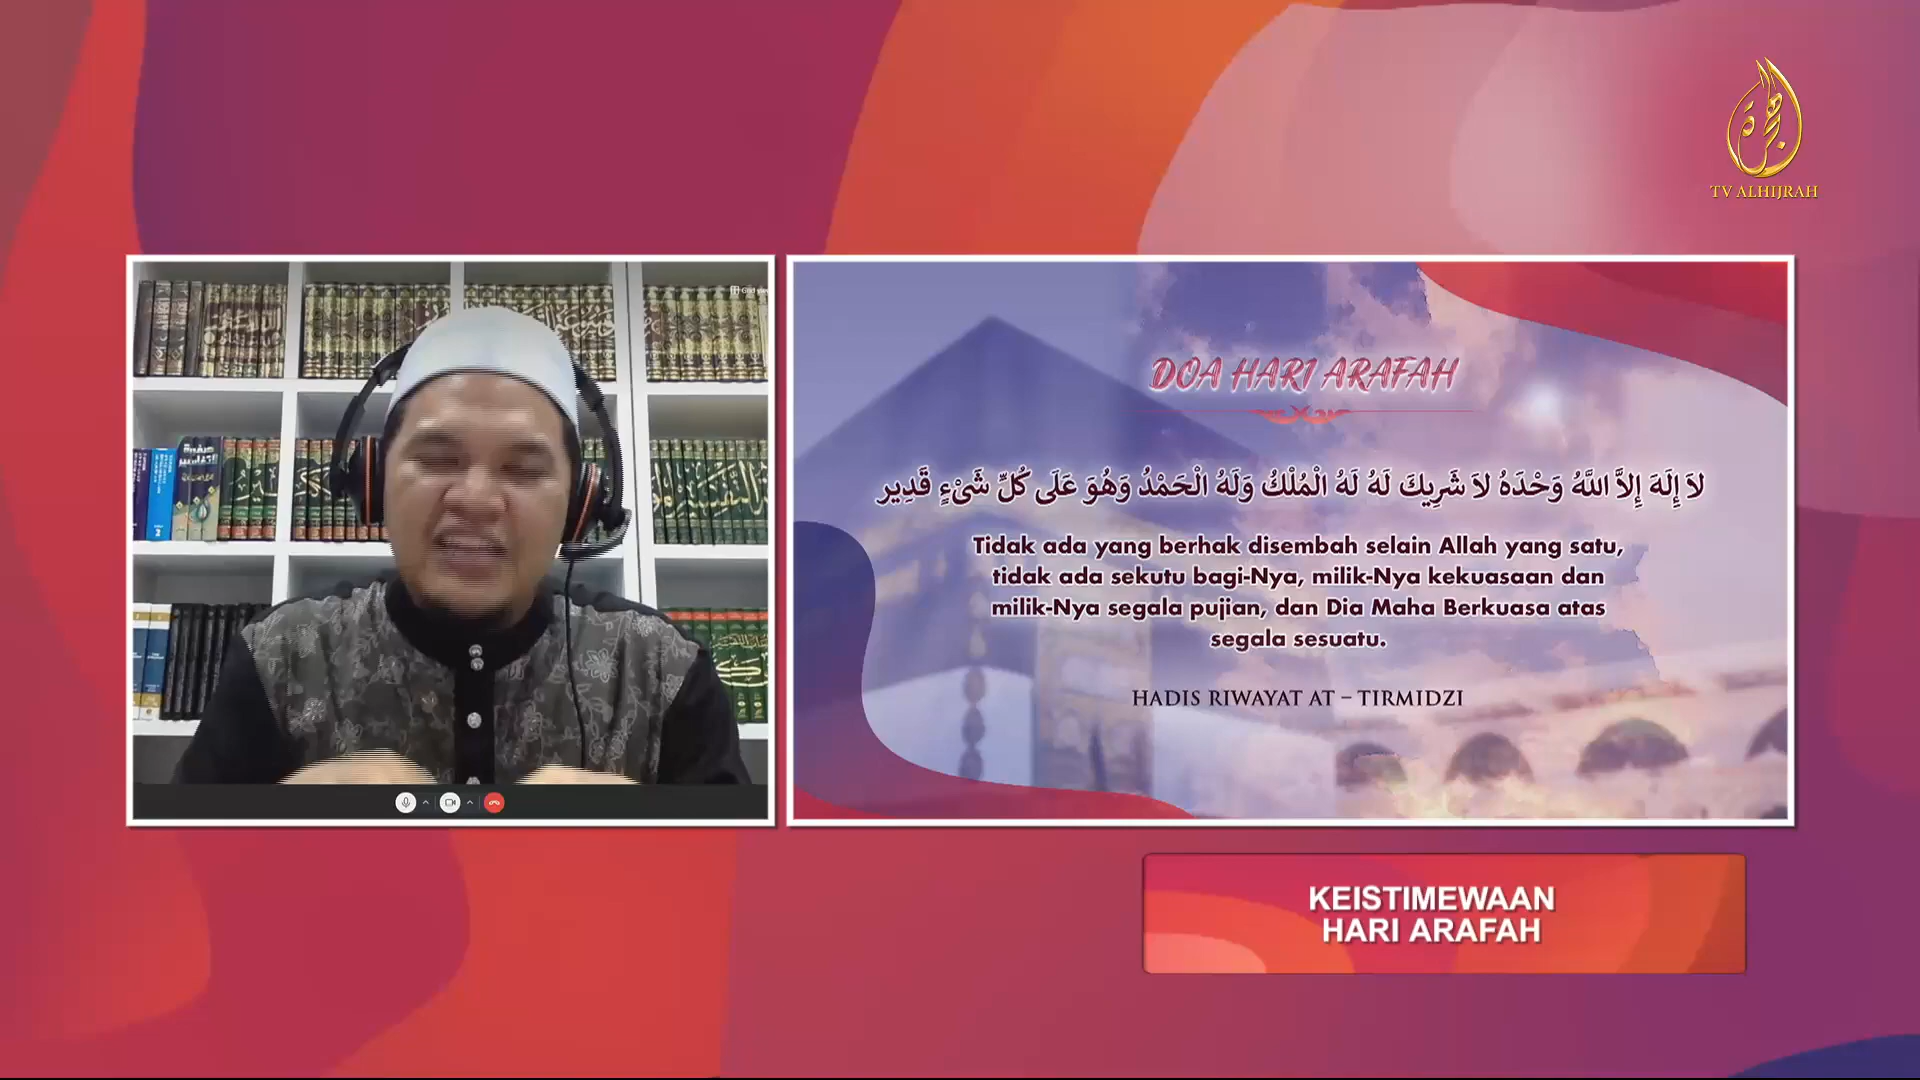 TV ALHIJRAH
DOA HARI ARAFAH
لاَ إِلَهَ إِلاَّ اللَّهُ وَحْدَهُ لاَ شَرِيكَ لَهُ لَهُ الْمُلْكُ وَلَهُ الْحَمْدُ وَهُوَ عَلَى كُلِّ شَىْءٍ قَدِير
Tidak ada yang berhak disembah selain Allah yang satu,
tidak ada sekutu bagi-Nya, milik-Nya kekuasaan dan
milik-Nya segala pujian, dan Dia Maha Berkuasa atas
segala sesuatu.
HADIS RIWAYAT AT – TIRMIDZI
KEISTIMEWAAN
HARI ARAFAH